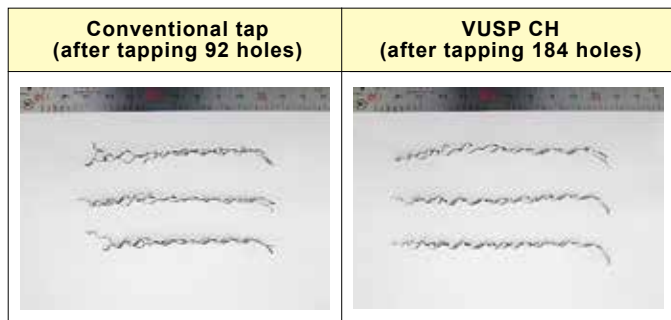 Conventional tap
(after tapping 92 holes)
VUSP CH
(after tapping 184 holes)